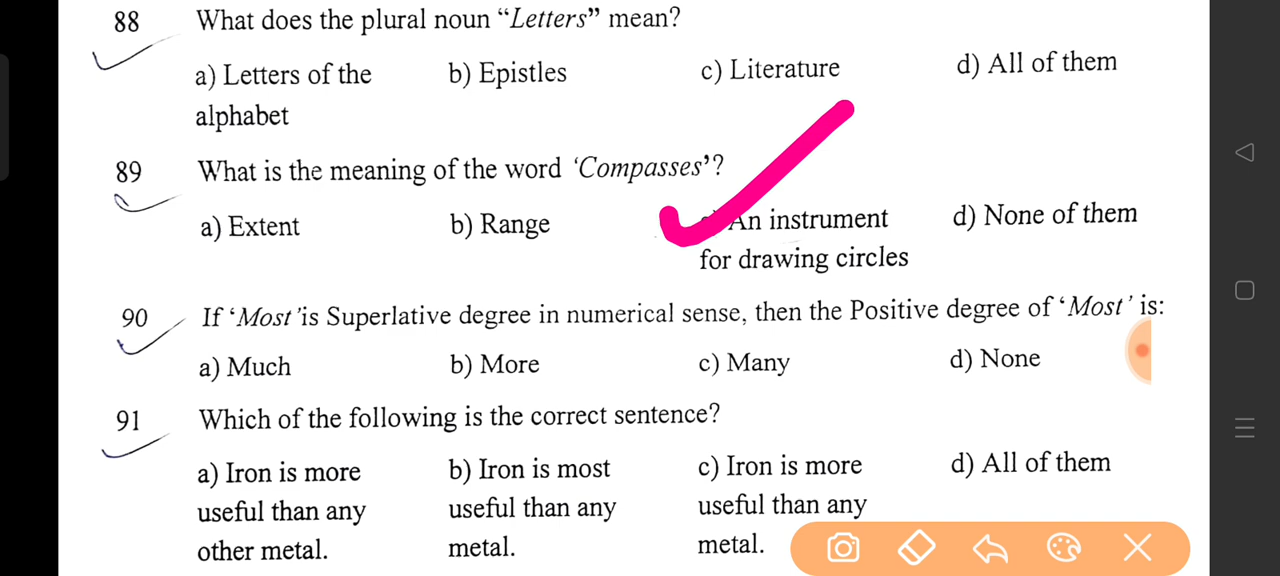 88 What does the plural noun “Letters” mean?
a) Letters of the b) Epistles c) Literature d) All of them
alphabet
89 What is the meaning of the word ‘Compasses’?
a) Extent b) Range An instrument d) None of them
for drawing circles
90 If ‘Most’ is Superlative degree in numerical sense, then the Positive degree of ‘Most’ is:
a) Much b) More c) Many d) None
91 Which of the following is the correct sentence?
a) Iron is more b) Iron is most c) Iron is more d) All of them
useful than any useful than any useful than any
other metal. metal. metal.